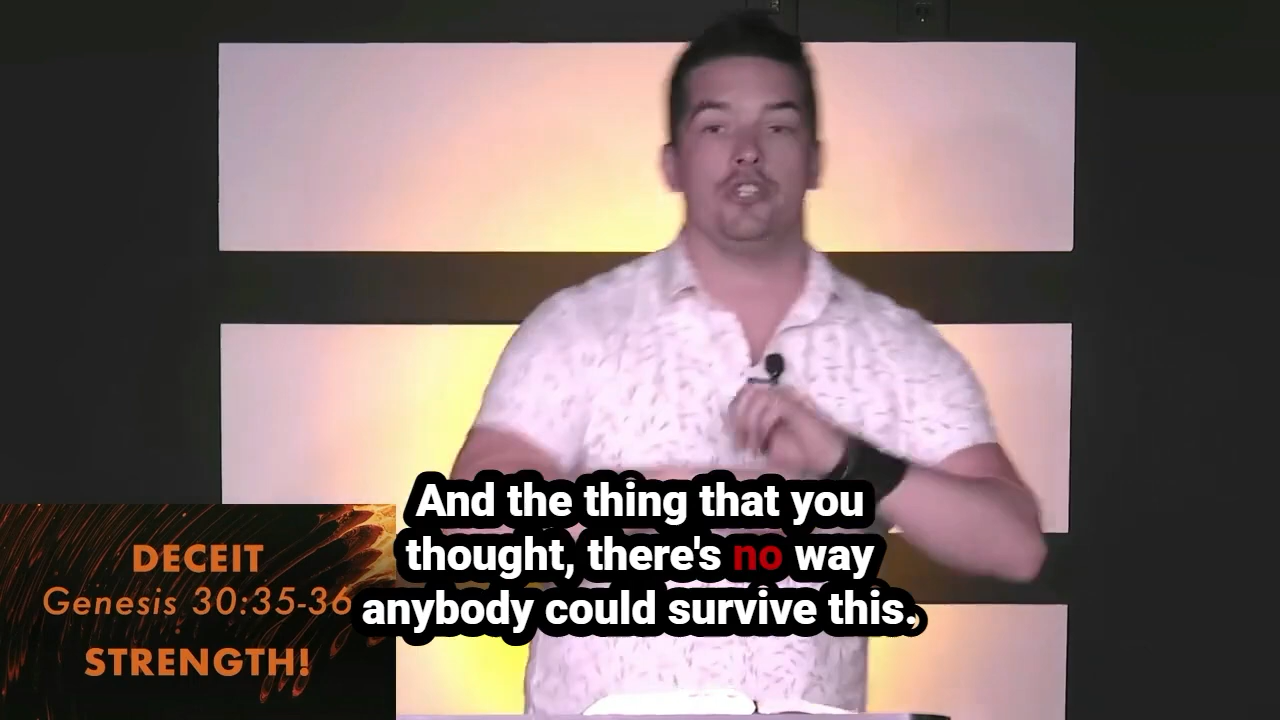 And the thing that you
thought, there's no way
anybody could survive this.
DECEIT
Genesis 30:35-36
STRENGTH!